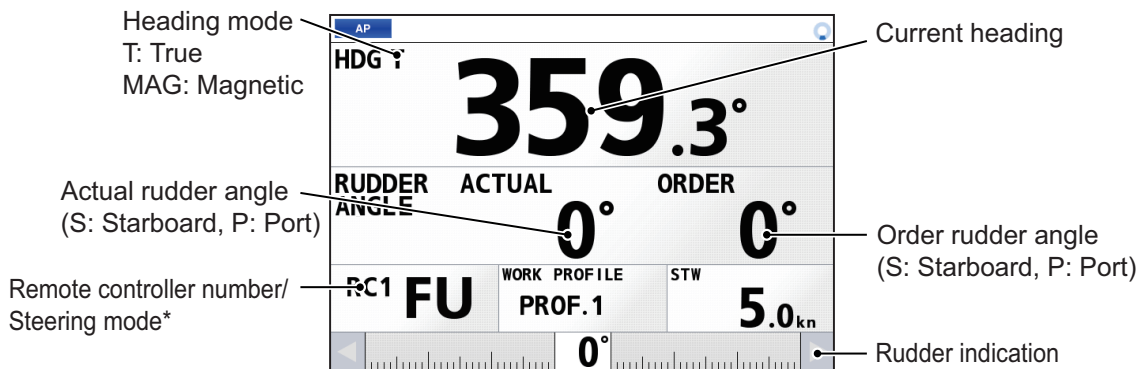 Heading mode
T: True
MAG: Magnetic
AP
Current heading
HDG T
359.3°
Actual rudder angle
(S: Starboard, P: Port)
RUDDER ANGLE
ACTUAL
0°
ORDER
0°
Order rudder angle
(S: Starboard, P: Port)
Remote controller number/
Steering mode*
RC1 FU
WORK PROFILE
PROF.1
STW
5.0kn
0°
Rudder indication